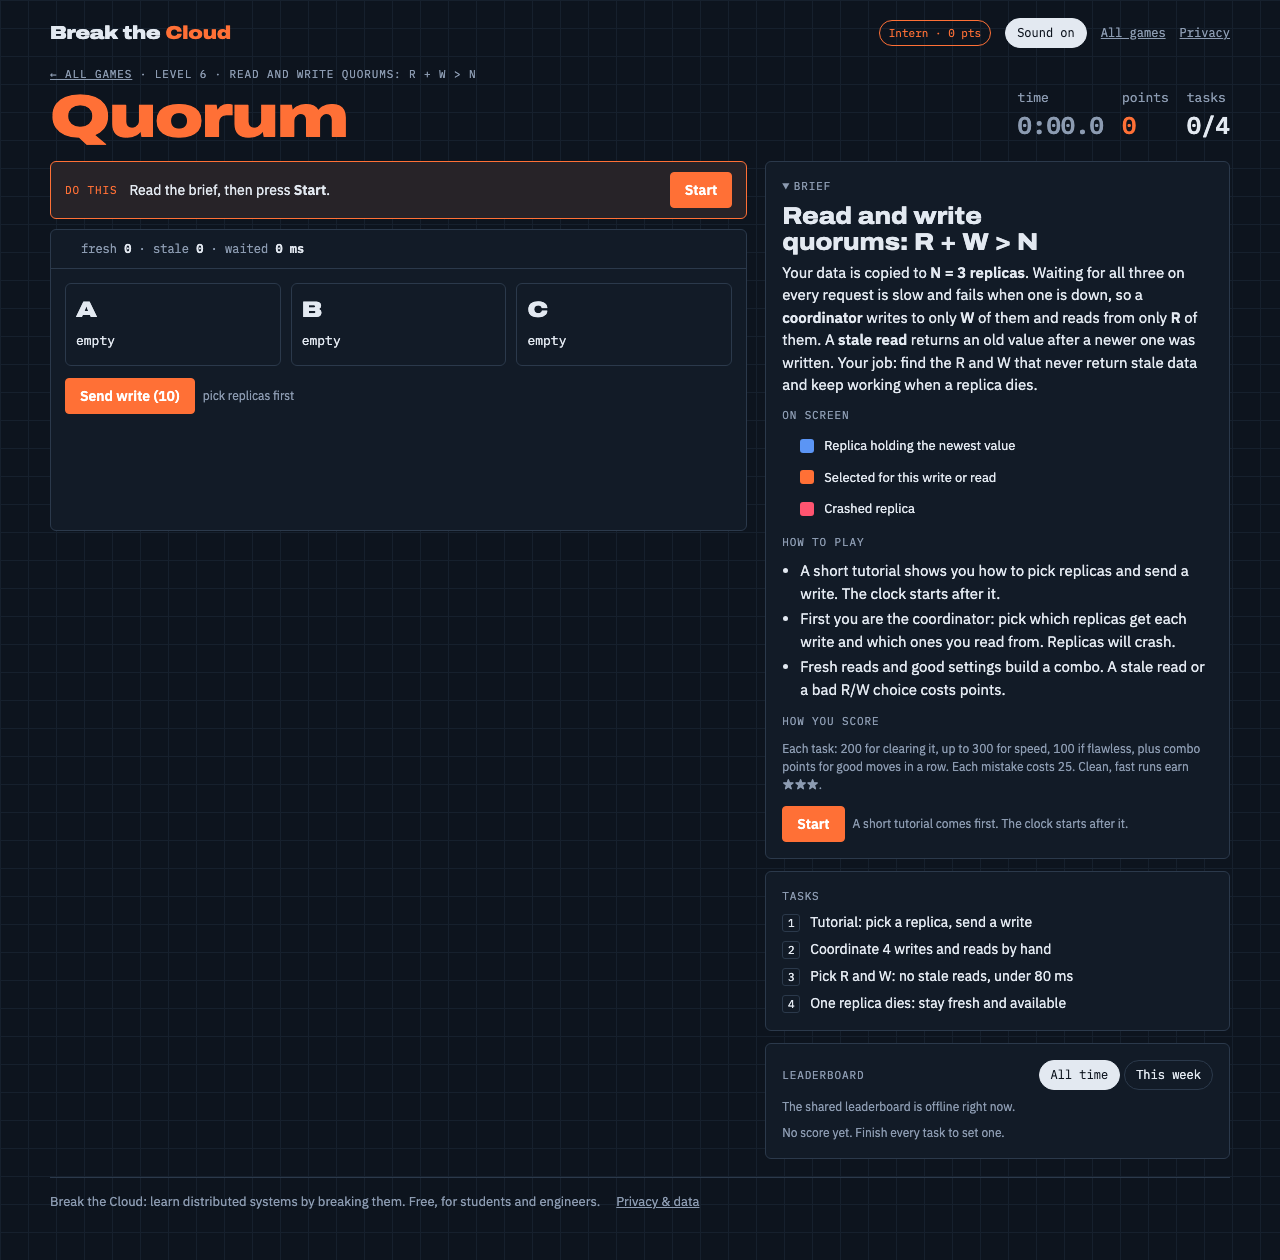 Break the Cloud
Intern · 0 pts
Sound on
All games
Privacy
← ALL GAMES · LEVEL 6 · READ AND WRITE QUORUMS: R + W > N
Quorum
time
0:00.0
points
0
tasks
0/4
DO THIS Read the brief, then press Start.
Start
fresh 0 · stale 0 · waited 0 ms
A
empty
B
empty
C
empty
Send write (10)
pick replicas first
▼ BRIEF
Read and write
quorums: R + W > N
Your data is copied to N = 3 replicas. Waiting for all three on
every request is slow and fails when one is down, so a
coordinator writes to only W of them and reads from only R of
them. A stale read returns an old value after a newer one was
written. Your job: find the R and W that never return stale data
and keep working when a replica dies.
ON SCREEN
Replica holding the newest value
Selected for this write or read
Crashed replica
HOW TO PLAY
• A short tutorial shows you how to pick replicas and send a
write. The clock starts after it.
• First you are the coordinator: pick which replicas get each
write and which ones you read from. Replicas will crash.
• Fresh reads and good settings build a combo. A stale read or
a bad R/W choice costs points.
HOW YOU SCORE
Each task: 200 for clearing it, up to 300 for speed, 100 if flawless, plus combo
points for good moves in a row. Each mistake costs 25. Clean, fast runs earn
★★★.
Start
A short tutorial comes first. The clock starts after it.
TASKS
1 Tutorial: pick a replica, send a write
2 Coordinate 4 writes and reads by hand
3 Pick R and W: no stale reads, under 80 ms
4 One replica dies: stay fresh and available
LEADERBOARD
All time
This week
The shared leaderboard is offline right now.
No score yet. Finish every task to set one.
Break the Cloud: learn distributed systems by breaking them. Free, for students and engineers.
Privacy & data